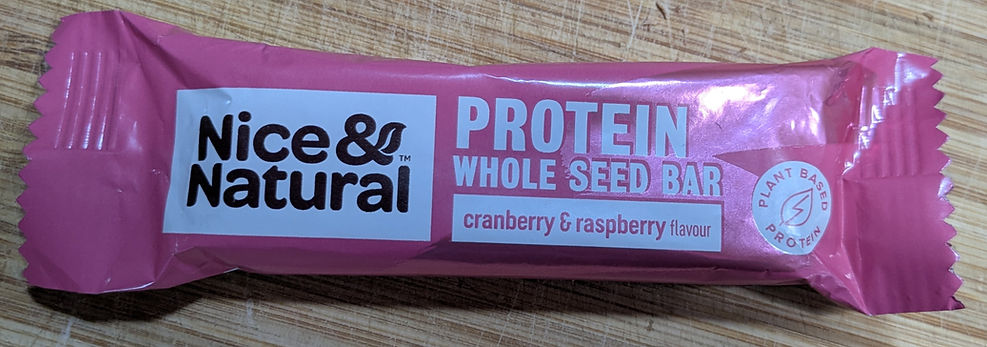 Nice &
Natural
TM
PROTEIN
WHOLE SEED BAR
cranberry & raspberry flavour
PLANT BASED
PROTEIN